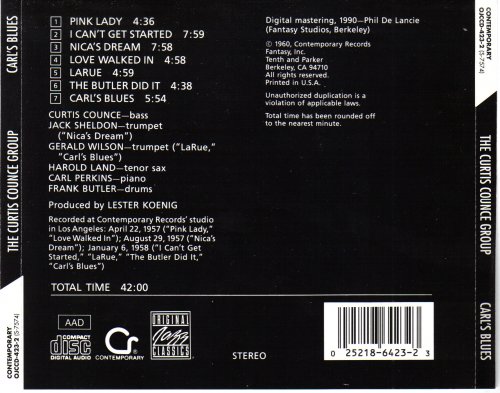 CONTEMPORARY
OJCCD-423-2 (S-7574)
CARL'S BLUES
THE CURTIS COUNCE GROUP
1 PINK LADY 4:36
2 I CAN'T GET STARTED 7:59
3 NICA'S DREAM 7:58
4 LOVE WALKED IN 4:58
5 LARUE 4:59
6 THE BUTLER DID IT 4:38
7 CARL'S BLUES 5:54
CURTIS COUNCE—bass
JACK SHELDON—trumpet
("Nica's Dream")
GERALD WILSON—trumpet ("LaRue,"
"Carl's Blues")
HAROLD LAND—tenor sax
CARL PERKINS—piano
FRANK BUTLER—drums
Produced by LESTER KOENIG
Recorded at Contemporary Records' studio
in Los Angeles: April 22, 1957 ("Pink Lady,"
"Love Walked In"); August 29, 1957 ("Nica's
Dream"); January 6, 1958 ("I Can't Get
Started," "LaRue," "The Butler Did It,"
"Carl's Blues")
TOTAL TIME 42:00
Digital mastering, 1990—Phil De Lancie
(Fantasy Studios, Berkeley)
℗ 1960, Contemporary Records
Fantasy, Inc.
Tenth and Parker
Berkeley, CA 94710
All rights reserved.
Printed in U.S.A.
Unauthorized duplication is a
violation of applicable laws.
Total time has been rounded off
to the nearest minute.
AAD
COMPACT
disc
DIGITAL AUDIO
CONTEMPORARY
ORIGINAL
Jazz
CLASSICS
STEREO
0 25218-6423-2 3
CONTEMPORARY
OJCCD-423-2 (S-7574)
THE CURTIS COUNCE GROUP
CARL'S BLUES